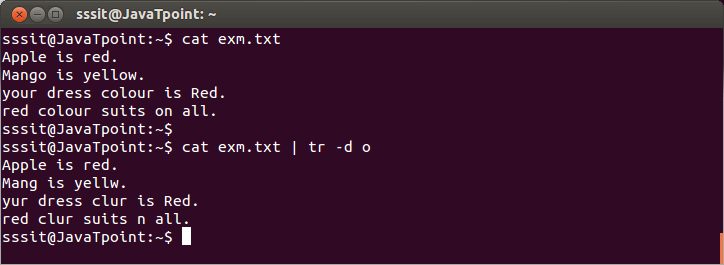 sssit@JavaTpoint: ~
sssit@JavaTpoint:~$ cat exm.txt
Apple is red.
Mango is yellow.
your dress colour is Red.
red colour suits on all.
sssit@JavaTpoint:~$
sssit@JavaTpoint:~$ cat exm.txt | tr -d o
Apple is red.
Mang is yellw.
yur dress clur is Red.
red clur suits n all.
sssit@JavaTpoint:~$